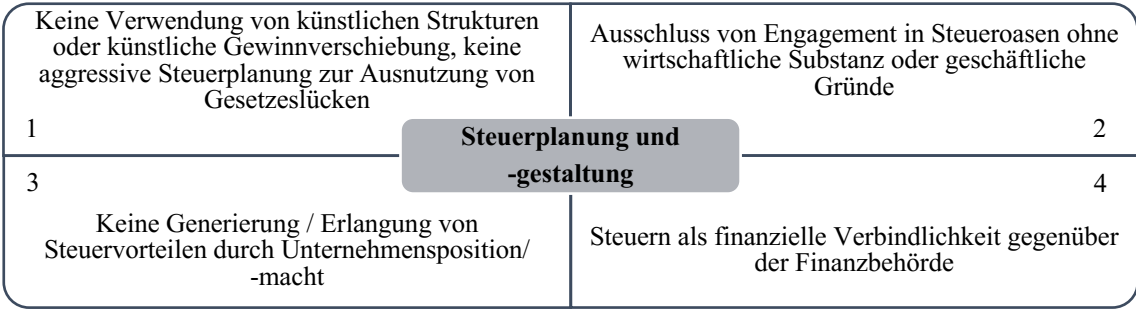 Keine Verwendung von künstlichen Strukturen
oder künstliche Gewinnverschiebung, keine
aggressive Steuerplanung zur Ausnutzung von
Gesetzeslücken
1
Ausschluss von Engagement in Steueroasen ohne
wirtschaftliche Substanz oder geschäftliche
Gründe
2
Steuerplanung und
-gestaltung
3
Keine Generierung / Erlangung von
Steuervorteilen durch Unternehmensposition/
-macht
4
Steuern als finanzielle Verbindlichkeit gegenüber
der Finanzbehörde